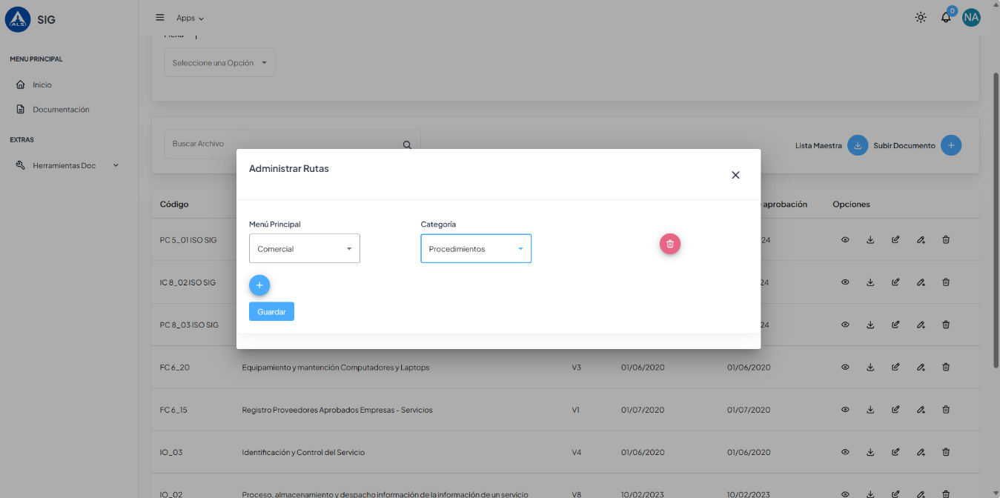 ALS
SIG
Apps
0
NA
MENU PRINCIPAL
Inicio
Documentación
EXTRAS
Herramientas Doc
Seleccione una Opción
Buscar Archivo
Lista Maestra
Subir Documento
Administrar Rutas
Menú Principal
Categoría
Comercial
Procedimientos
Guardar
Código
aprobación
Opciones
PC 5_01 ISO SIG
24
IC 8_02 ISO SIG
24
PC 8_03 ISO SIG
24
FC 6_20 Equipamiento y mantención Computadores y Laptops V3 01/06/2020 01/06/2020
FC 6_15 Registro Proveedores Aprobados Empresas - Servicios V1 01/07/2020 01/07/2020
IO_03 Identificación y Control del Servicio V4 01/06/2020 01/06/2020
IO_02 Proceso, almacenamiento y despacho información de la información de un servicio V8 10/02/2023 10/02/2023